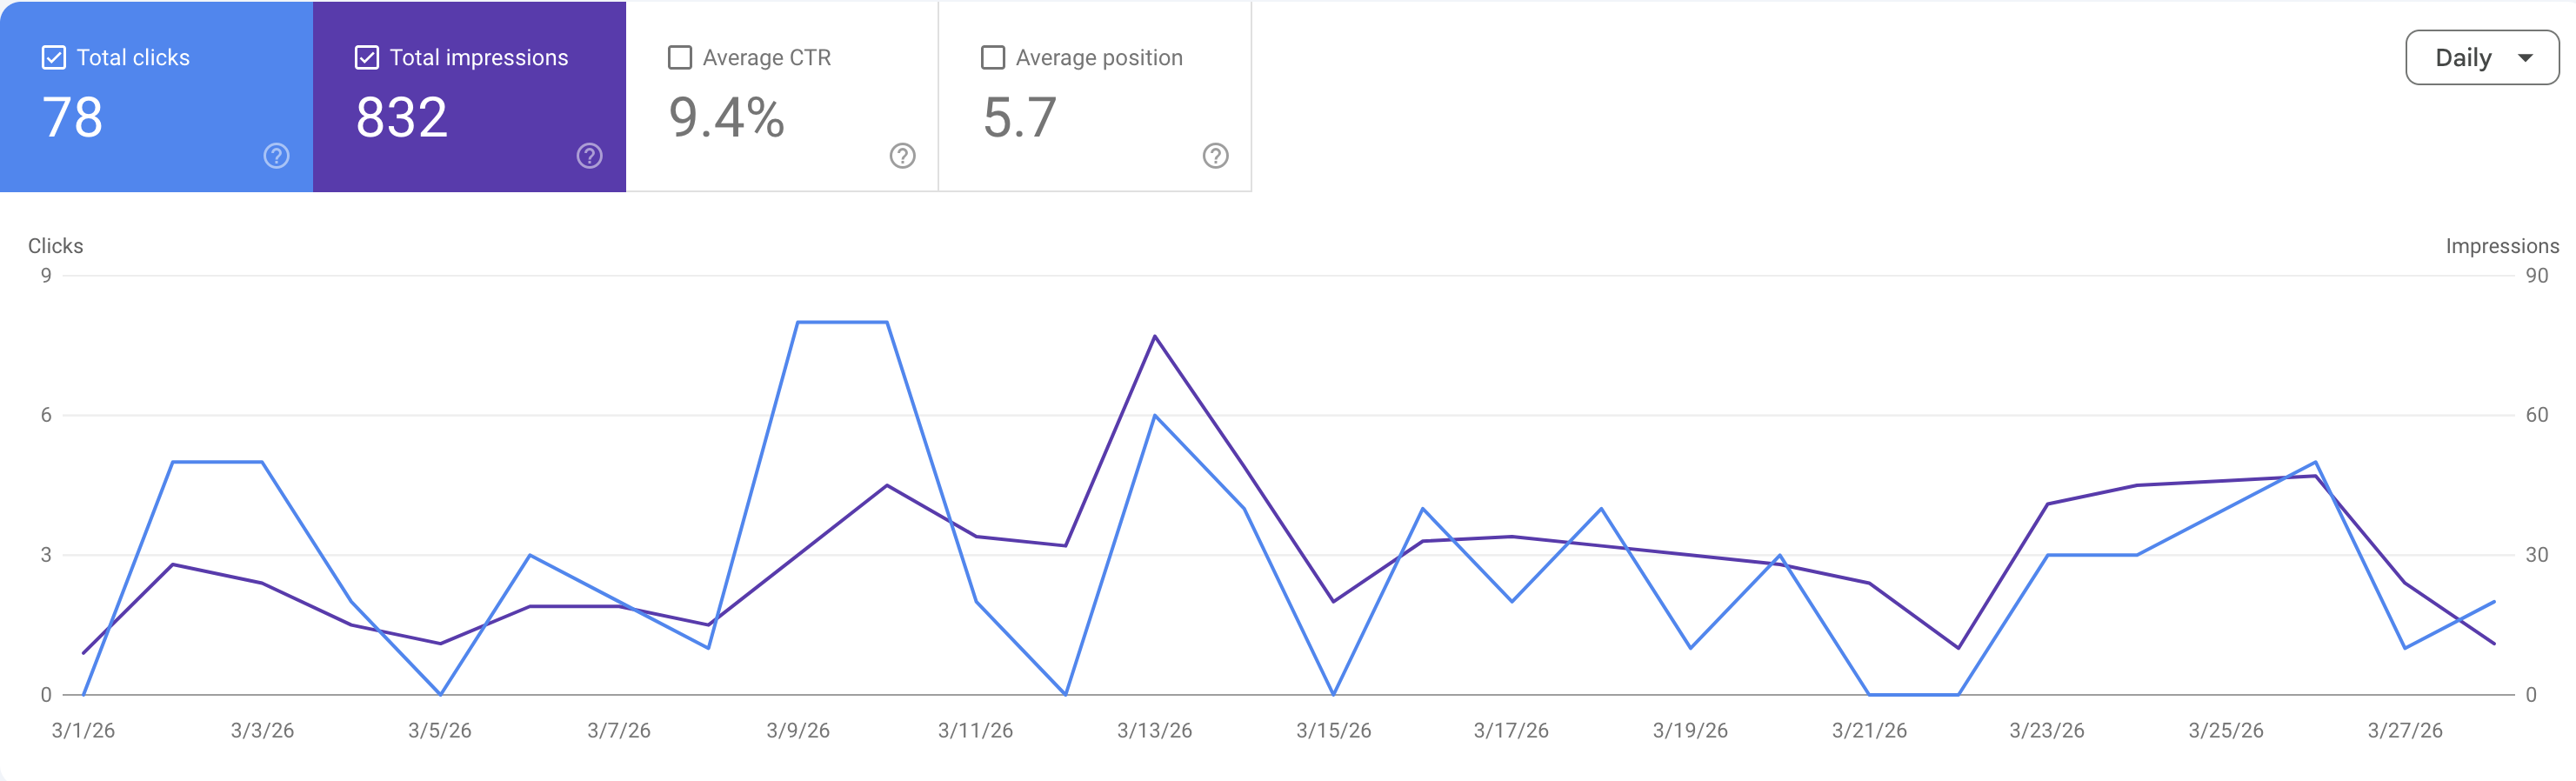 Total clicks
78
Total impressions
832
Average CTR
9.4%
Average position
5.7
Daily
Clicks
Impressions
9
90
6
60
3
30
0
0
3/1/26 3/3/26 3/5/26 3/7/26 3/9/26 3/11/26 3/13/26 3/15/26 3/17/26 3/19/26 3/21/26 3/23/26 3/25/26 3/27/26